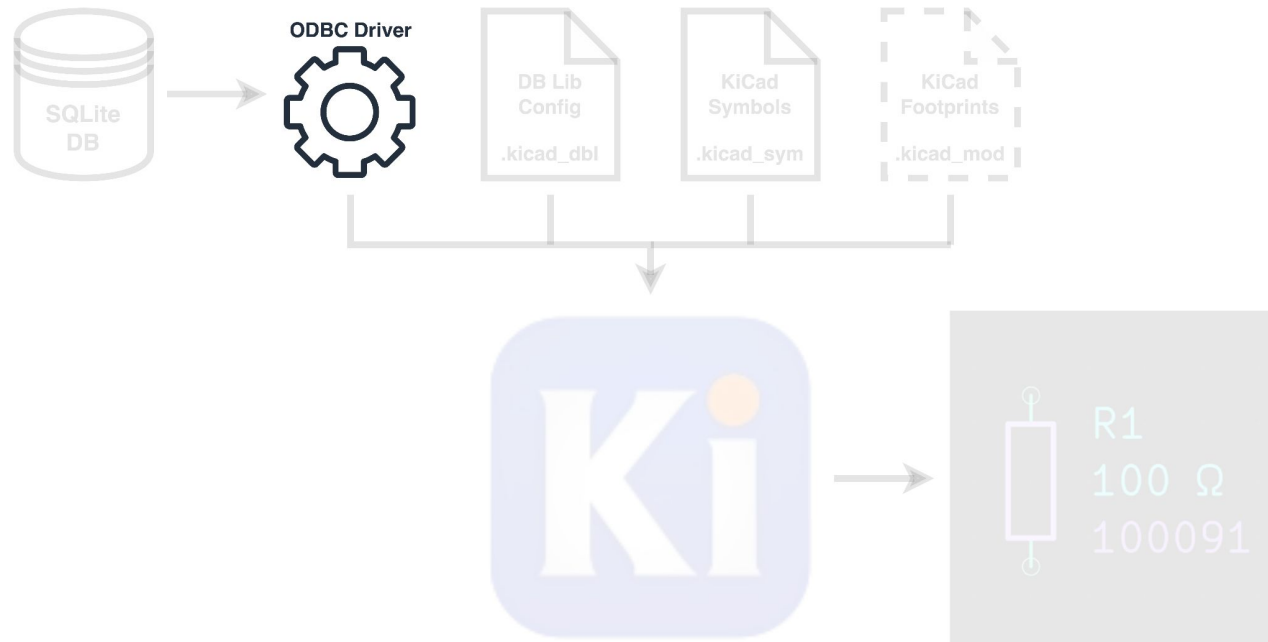 ODBC Driver
SQLite
DB
DB Lib
Config
.kicad_dbl
KiCad
Symbols
.kicad_sym
KiCad
Footprints
.kicad_mod
Ki
R1
100 Ω
100091